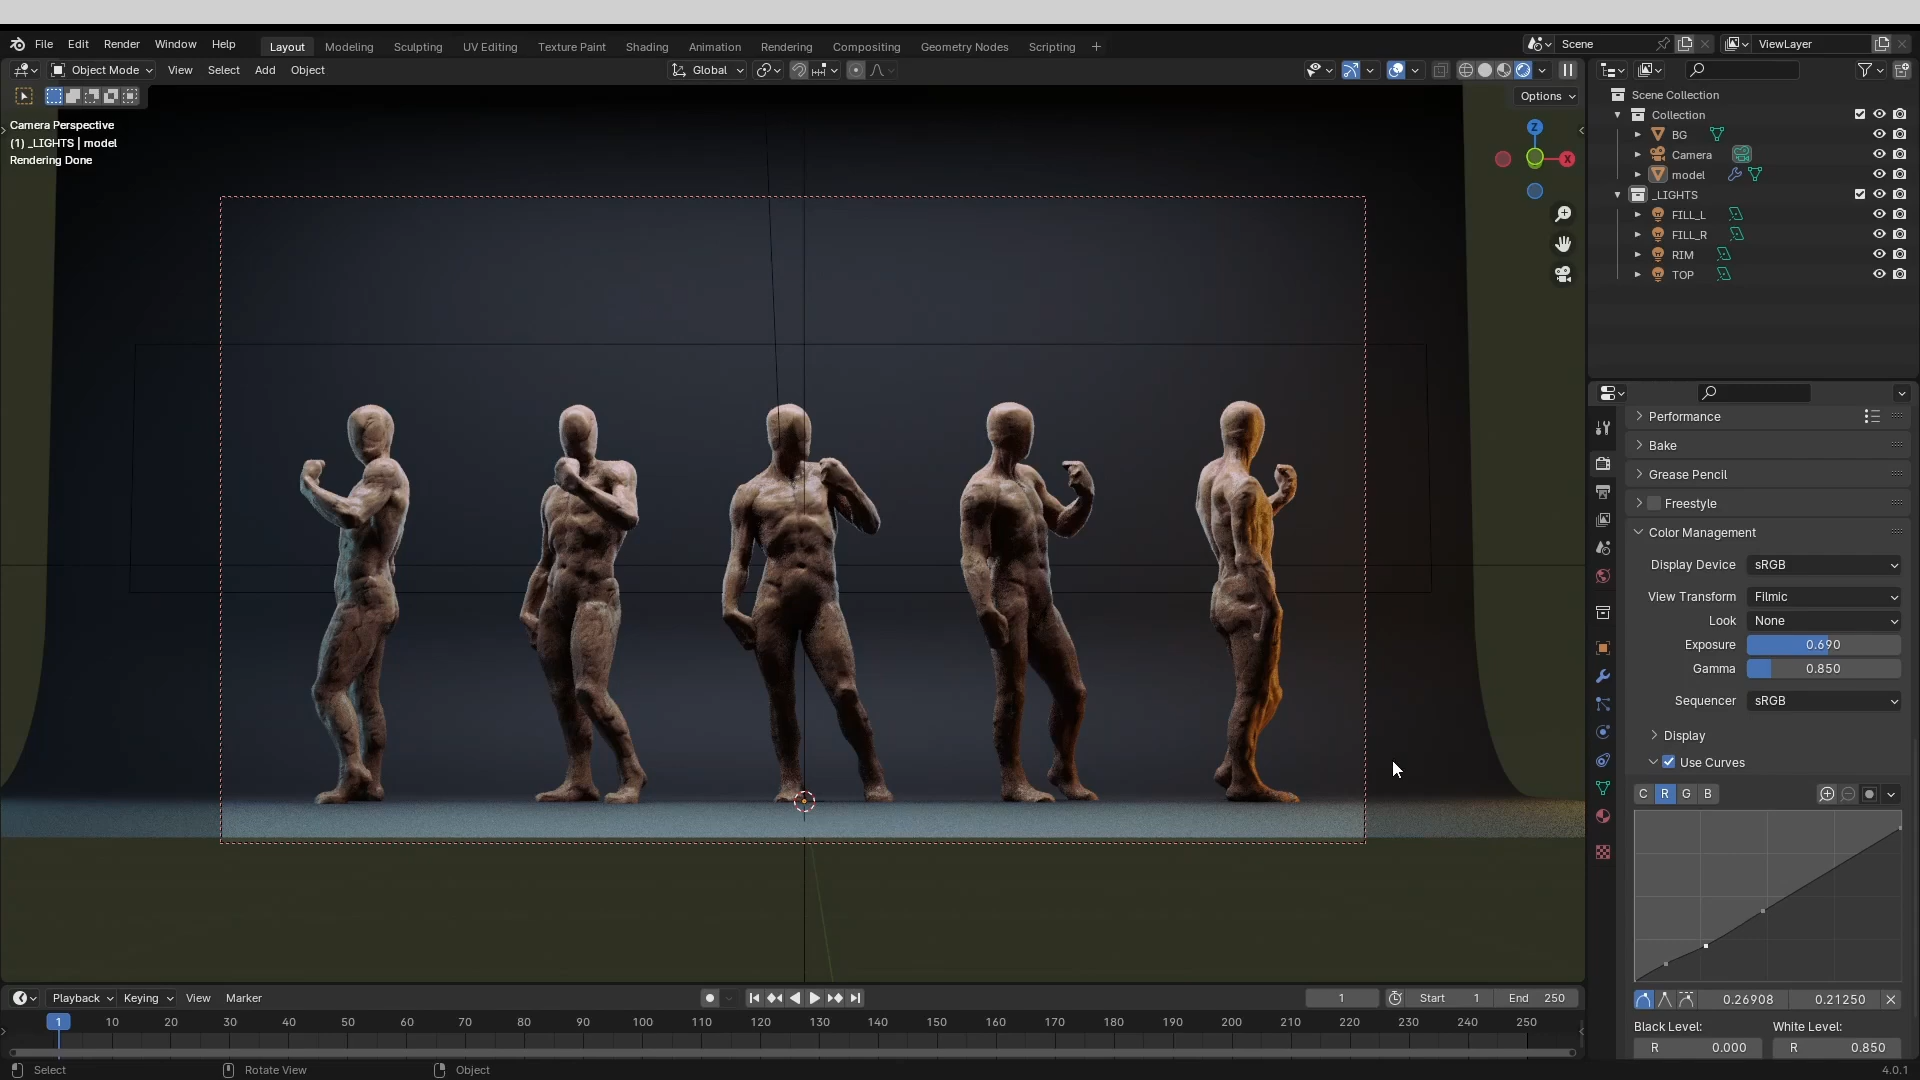 File Edit Render Window Help Layout Modeling Sculpting UV Editing Texture Paint Shading Animation Rendering Compositing Geometry Nodes Scripting + Scene ViewLayer
Object Mode View Select Add Object Global
Options
Camera Perspective
(1) _LIGHTS | model
Rendering Done
Z
X
Scene Collection
Collection
BG
Camera
model
_LIGHTS
FILL_L
FILL_R
RIM
TOP
Performance
Bake
Grease Pencil
Freestyle
Color Management
Display Device sRGB
View Transform Filmic
Look None
Exposure 0.690
Gamma 0.850
Sequencer sRGB
Display
Use Curves
C R G B
0.26908 0.21250
Black Level: White Level:
R 0.000 R 0.850
Playback Keying View Marker 1 Start 1 End 250
1 10 20 30 40 50 60 70 80 90 100 110 120 130 140 150 160 170 180 190 200 210 220 230 240 250
Select Rotate View Object 4.0.1